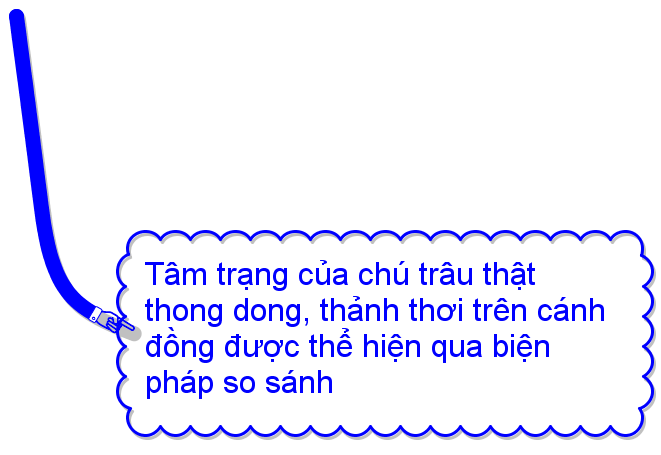 Tâm trạng của chú trâu thật
thong dong, thảnh thơi trên cánh
đồng được thể hiện qua biện
pháp so sánh